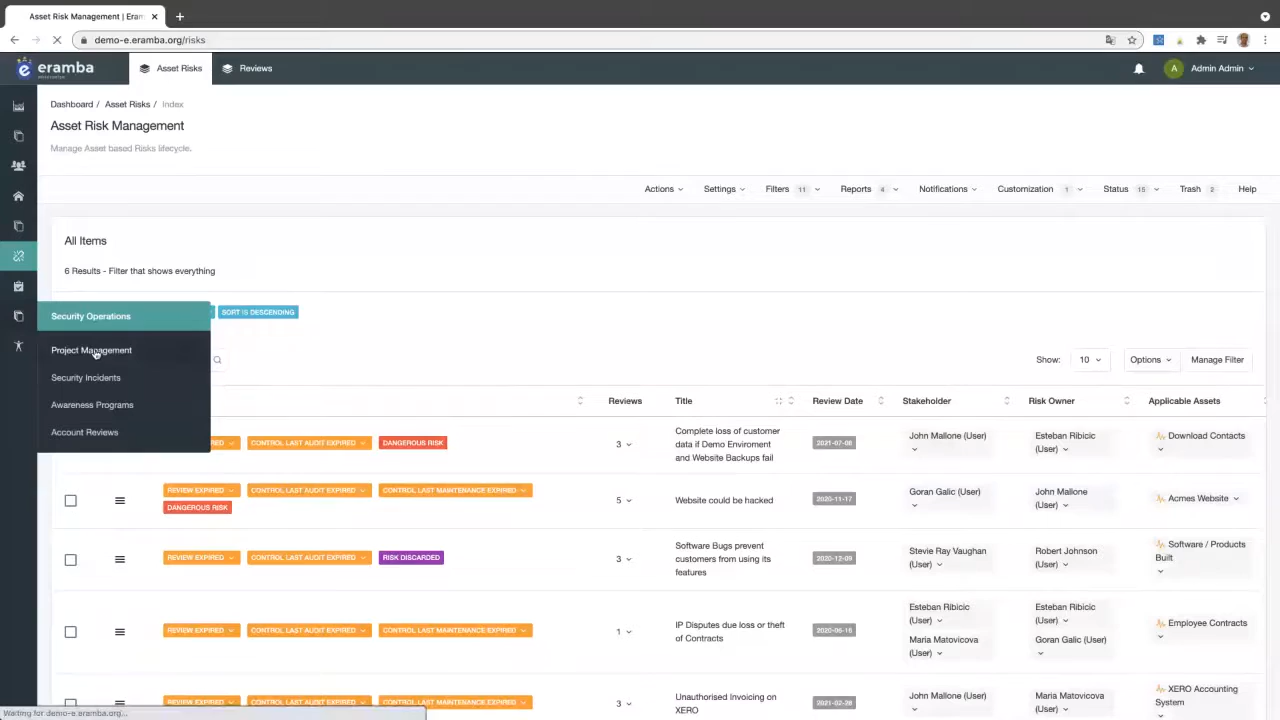 Asset Risk Management | Eram
demo-e.eramba.org/risks
eramba
Asset Risks
Reviews
A
Admin Admin
Dashboard / Asset Risks / Index
Asset Risk Management
Manage Asset based Risks lifecycle.
Actions
Settings
Filters 11
Reports 4
Notifications
Customization 1
Status 15
Trash 2
Help
All Items
6 Results - Filter that shows everything
SORT IS DESCENDING
Security Operations
Project Management
Security Incidents
Awareness Programs
Account Reviews
Show: 10
Options
Manage Filter
Reviews
Title
Review Date
Stakeholder
Risk Owner
Applicable Assets
CONTROL LAST AUDIT EXPIRED
DANGEROUS RISK
3
Complete loss of customer
data if Demo Enviroment
and Website Backups fail
2021-07-08
John Mallone (User)
Esteban Ribicic
(User)
Download Contacts
REVIEW EXPIRED
CONTROL LAST AUDIT EXPIRED
CONTROL LAST MAINTENANCE EXPIRED
DANGEROUS RISK
5
Website could be hacked
2020-11-17
Goran Galic (User)
John Mallone
(User)
Acmes Website
REVIEW EXPIRED
CONTROL LAST AUDIT EXPIRED
RISK DISCARDED
3
Software Bugs prevent
customers from using its
features
2020-12-09
Stevie Ray Vaughan
(User)
Robert Johnson
(User)
Software / Products
Built
REVIEW EXPIRED
CONTROL LAST AUDIT EXPIRED
CONTROL LAST MAINTENANCE EXPIRED
1
IP Disputes due loss or theft
of Contracts
2020-06-16
Esteban Ribicic
(User)
Maria Matovicova
(User)
Esteban Ribicic
(User)
Goran Galic (User)
Employee Contracts
REVIEW EXPIRED
CONTROL LAST AUDIT EXPIRED
CONTROL LAST MAINTENANCE EXPIRED
3
Unauthorised Invoicing on
XERO
2021-02-28
John Mallone (User)
Maria Matovicova
(User)
XERO Accounting
System
Waiting for demo-e.eramba.org...